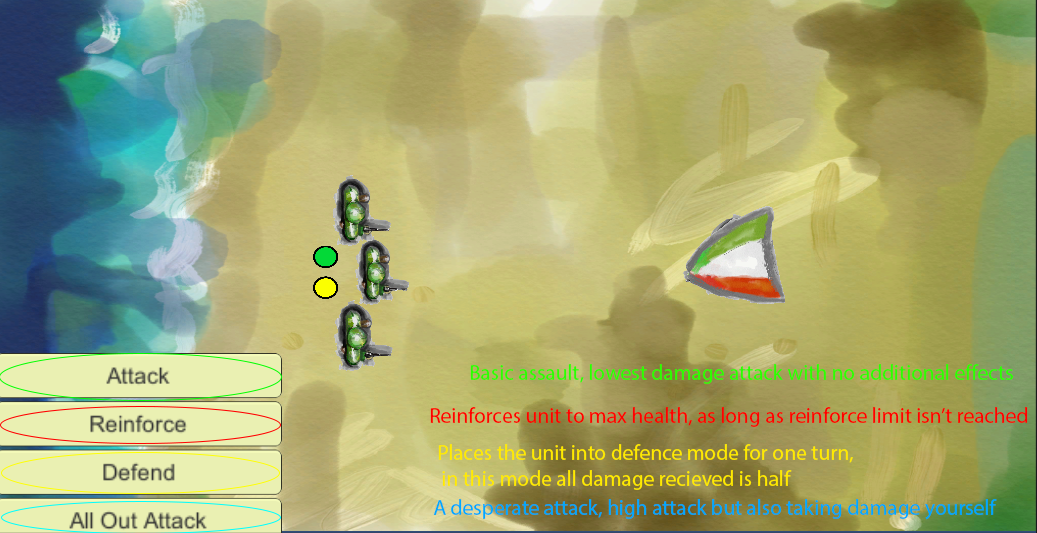 Attack
Basic assault, lowest damage attack with no additional effects
Reinforce
Reinforces unit to max health, as long as reinforce limit isn't reached
Defend
Places the unit into defence mode for one turn,
in this mode all damage recieved is half
All Out Attack
A desperate attack, high attack but also taking damage yourself